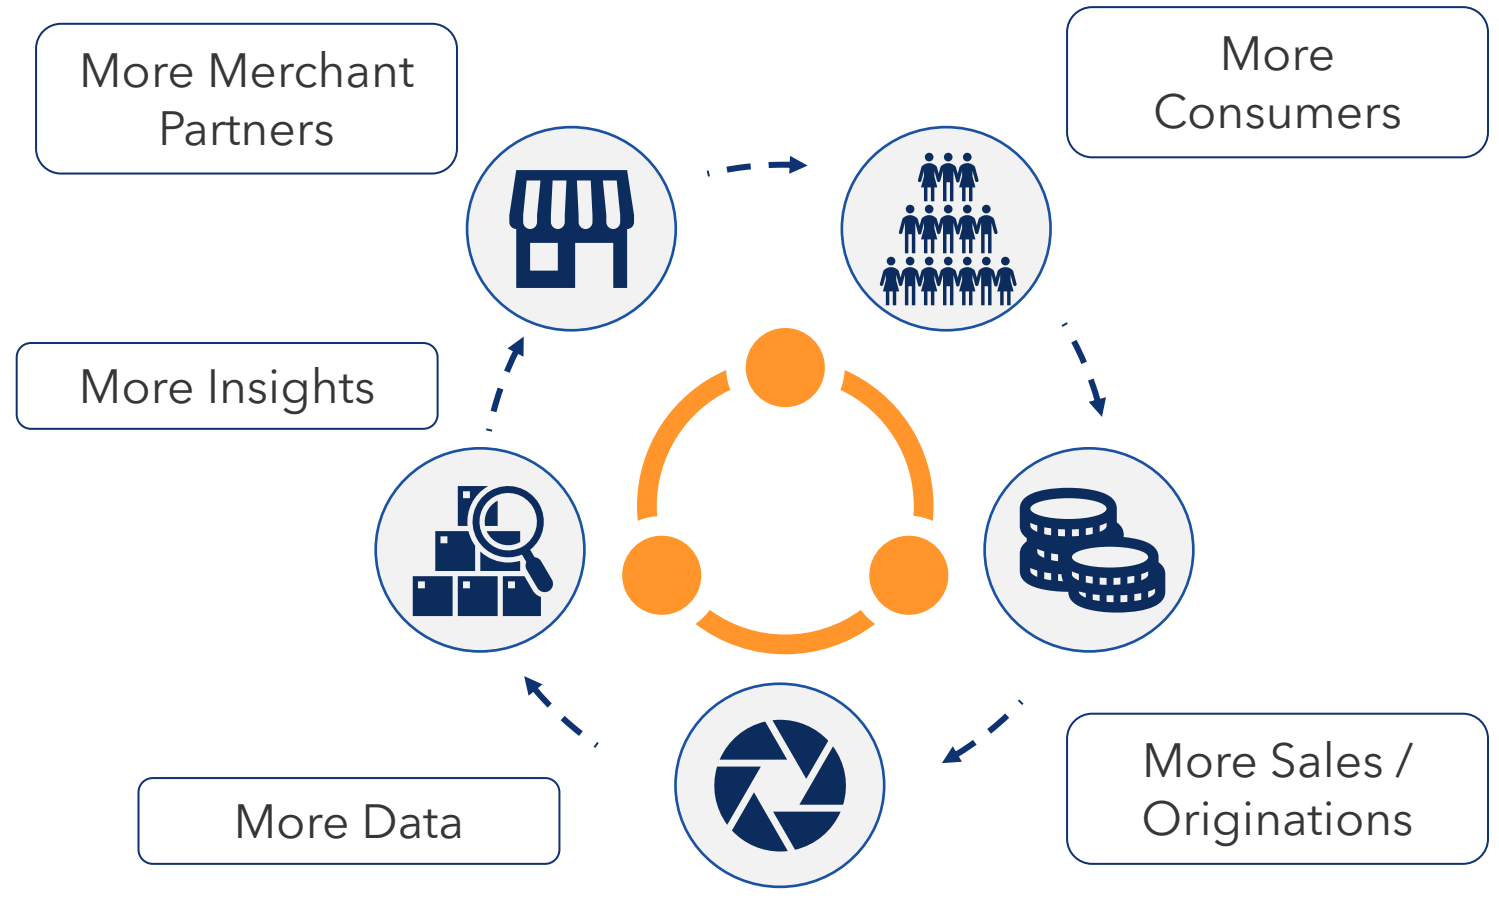 More Merchant
Partners
More
Consumers
More Insights
More Sales /
Originations
More Data